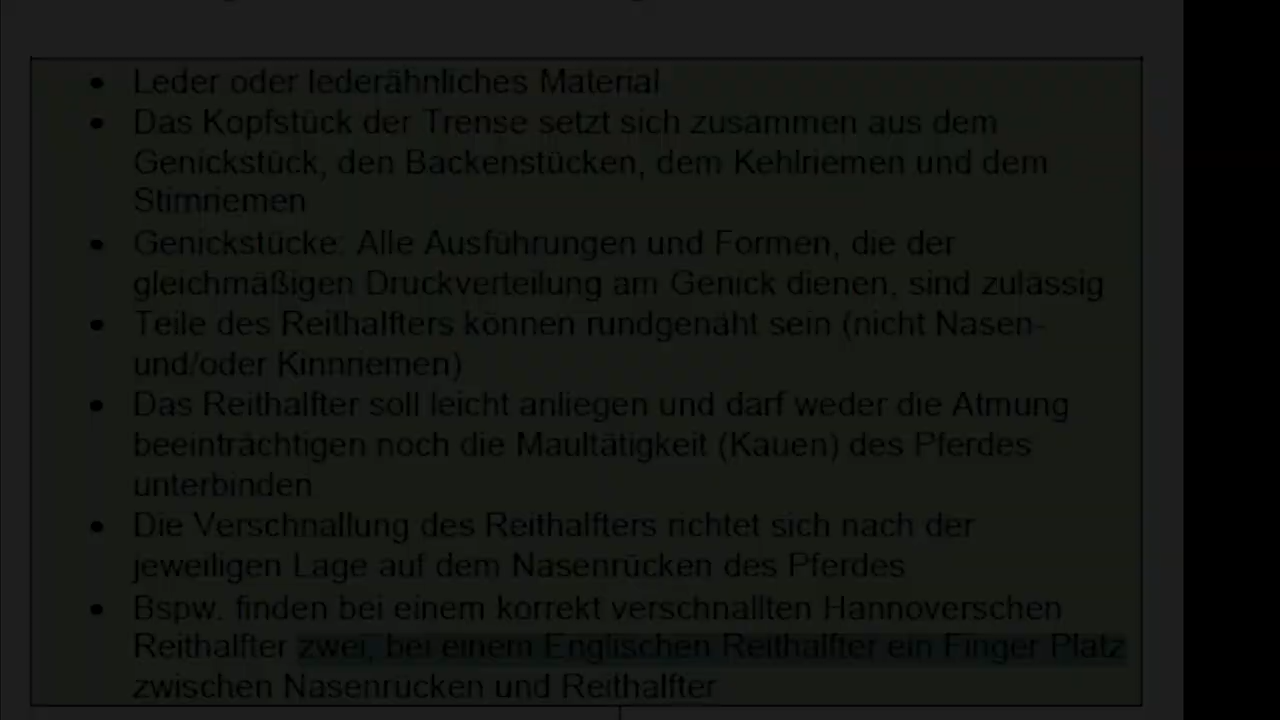 • Leder oder lederähnliches Material
• Das Kopfstück der Trense setzt sich zusammen aus dem
Genickstück, den Backenstücken, dem Kehlriemen und dem
Stirnriemen
• Genickstücke: Alle Ausführungen und Formen, die der
gleichmäßigen Druckverteilung am Genick dienen, sind zulässig
• Teile des Reithalfters können rundgenäht sein (nicht Nasen-
und/oder Kinnriemen)
• Das Reithalfter soll leicht anliegen und darf weder die Atmung
beeinträchtigen noch die Maultätigkeit (Kauen) des Pferdes
unterbinden
• Die Verschnallung des Reithalfters richtet sich nach der
jeweiligen Lage auf dem Nasenrücken des Pferdes
• Bspw. finden bei einem korrekt verschnallten Hannoverschen
Reithalfter zwei, bei einem Englischen Reithalfter ein Finger Platz
zwischen Nasenrücken und Reithalfter